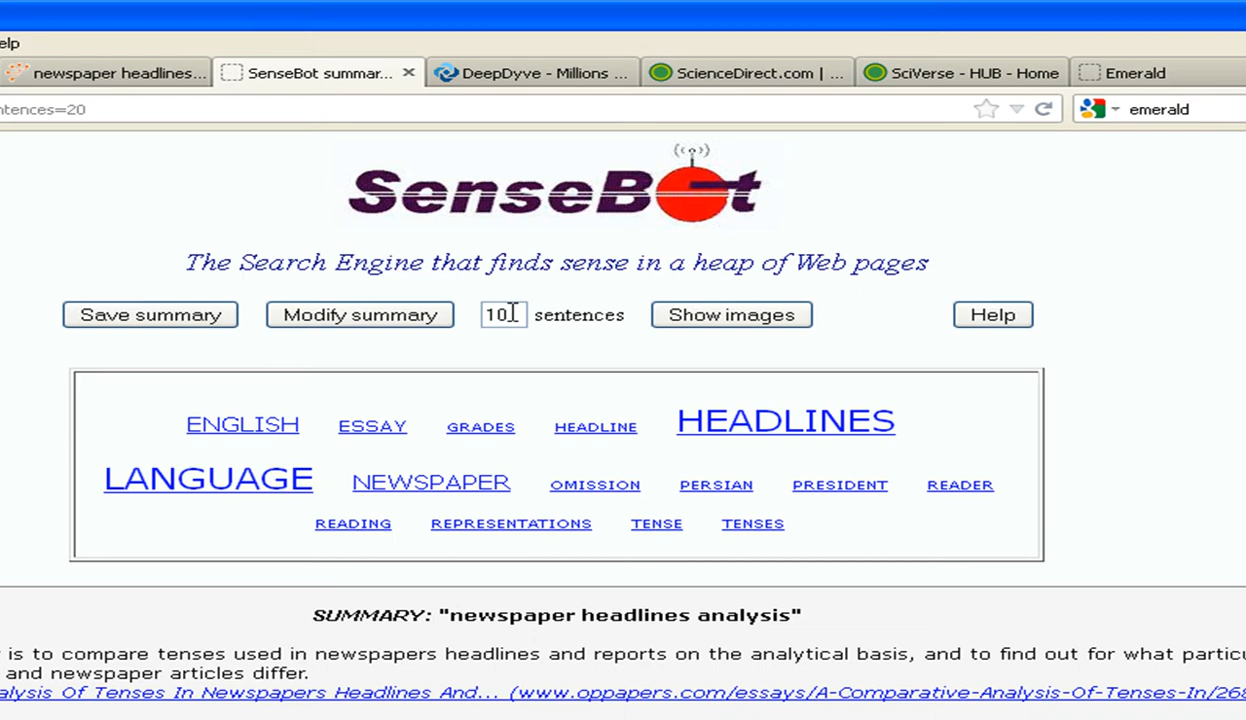 elp
newspaper headlines... SenseBot summar... × DeepDyve - Millions ... ScienceDirect.com | ... SciVerse - HUB - Home Emerald
ntences=20 emerald
SenseBot
The Search Engine that finds sense in a heap of Web pages
Save summary Modify summary 10 sentences Show images Help
ENGLISH ESSAY GRADES HEADLINE HEADLINES
LANGUAGE NEWSPAPER OMISSION PERSIAN PRESIDENT READER
READING REPRESENTATIONS TENSE TENSES
SUMMARY: "newspaper headlines analysis"
is to compare tenses used in newspapers headlines and reports on the analytical basis, and to find out for what particu
and newspaper articles differ.
alysis Of Tenses In Newspapers Headlines And... (www.oppapers.com/essays/A-Comparative-Analysis-Of-Tenses-In/268